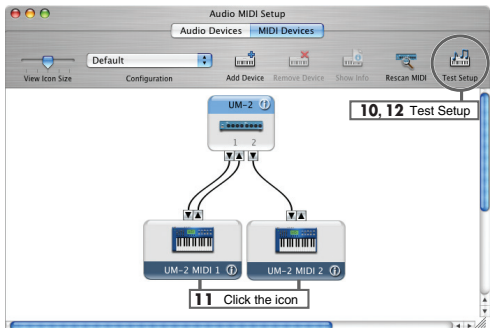 Audio MIDI Setup
Audio Devices MIDI Devices
Default
View Icon Size Configuration Add Device Remove Device Show Info Rescan MIDI Test Setup
10, 12 Test Setup
UM-2
1 2
UM-2 MIDI 1 UM-2 MIDI 2
11 Click the icon